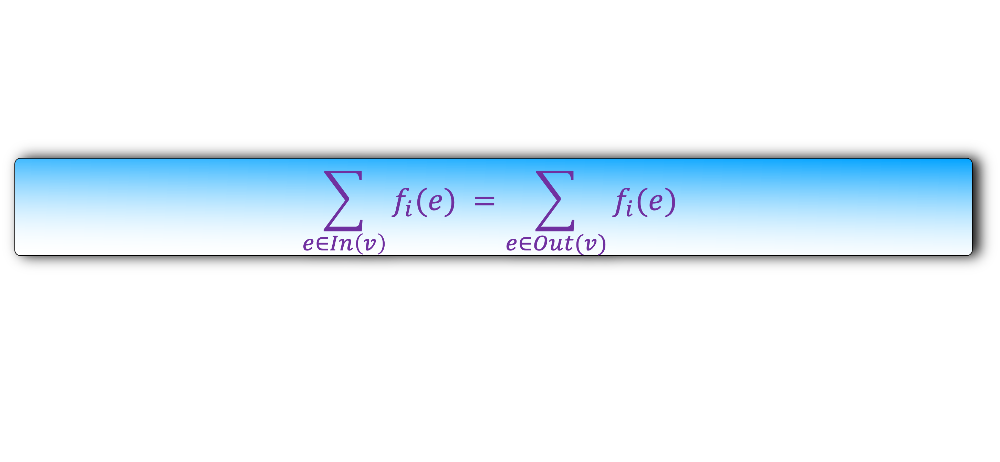 ∑ f_i(e) = ∑ f_i(e)
e∈In(v) e∈Out(v)